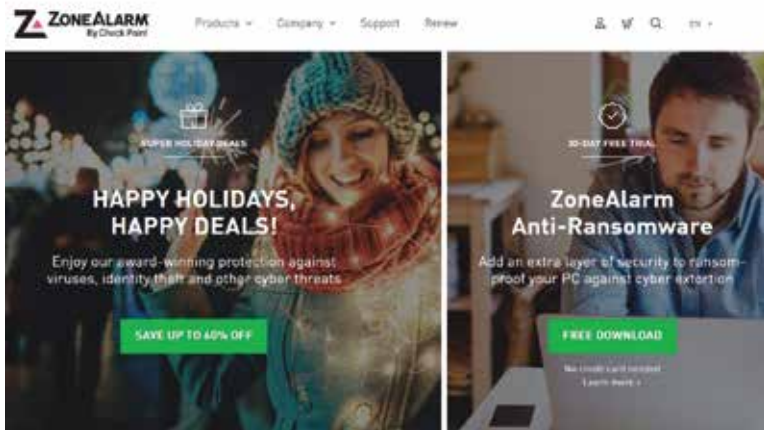 ZONEALARM
By Check Point
Products
Company
Support
Renew
EN
SUPER HOLIDAY DEALS
HAPPY HOLIDAYS,
HAPPY DEALS!
Enjoy our award-winning protection against
viruses, identity theft and other cyber threats
SAVE UP TO 60% OFF
30-DAY FREE TRIAL
ZoneAlarm
Anti-Ransomware
Add an extra layer of security to ransom-
proof your PC against cyber extortion
FREE DOWNLOAD
No credit card needed
Learn more >